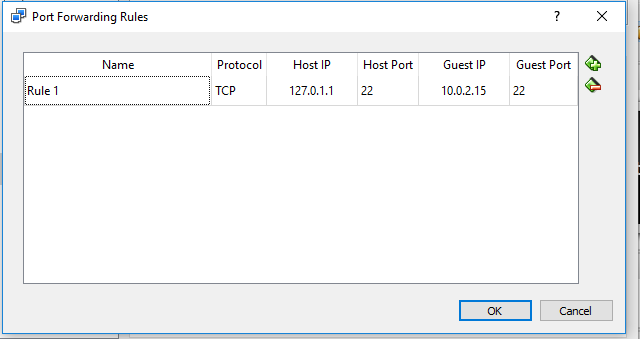 Port Forwarding Rules
Name Protocol Host IP Host Port Guest IP Guest Port
Rule 1 TCP 127.0.1.1 22 10.0.2.15 22
OK Cancel